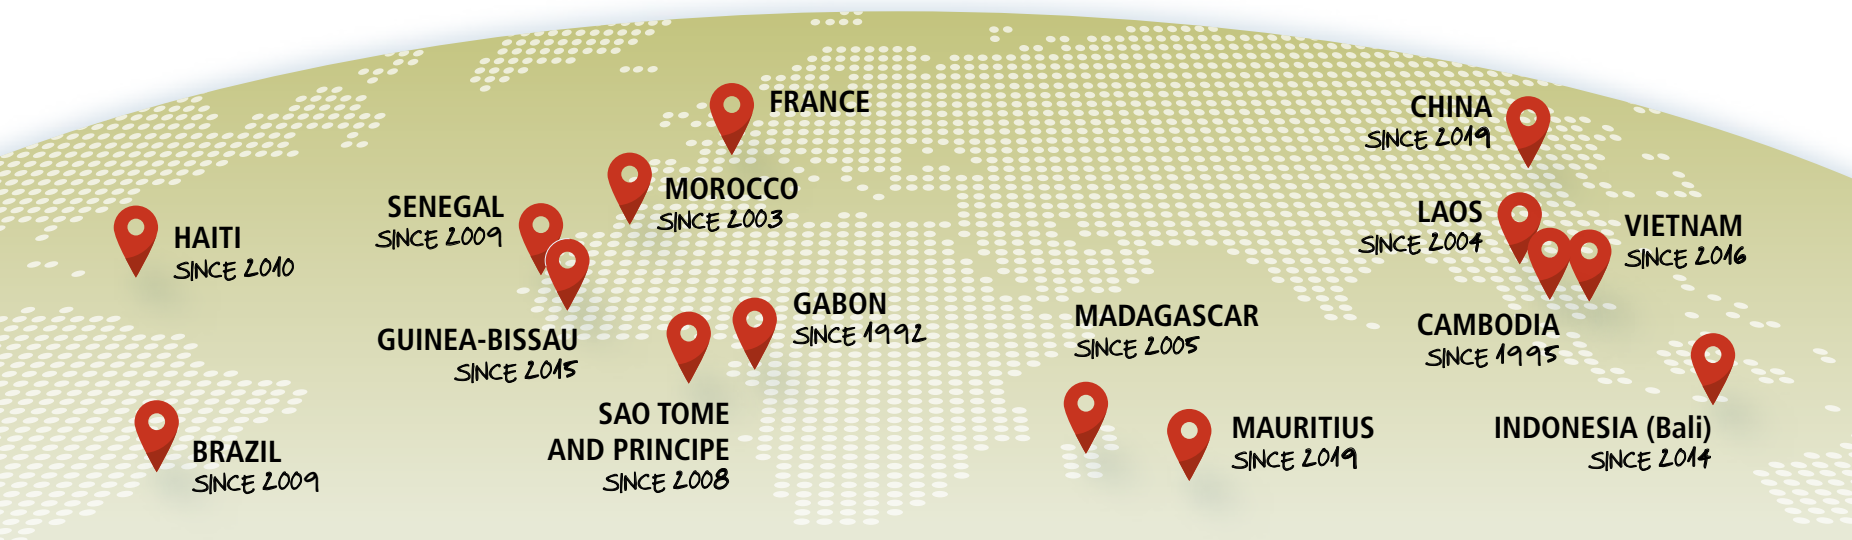 FRANCE
CHINA
SINCE 2019
MOROCCO
SINCE 2003
SENEGAL
SINCE 2009
HAITI
SINCE 2010
LAOS
SINCE 2004
VIETNAM
SINCE 2016
GUINEA-BISSAU
SINCE 2015
GABON
SINCE 1992
MADAGASCAR
SINCE 2005
CAMBODIA
SINCE 1995
SAO TOME
AND PRINCIPE
SINCE 2008
BRAZIL
SINCE 2009
MAURITIUS
SINCE 2019
INDONESIA (Bali)
SINCE 2014